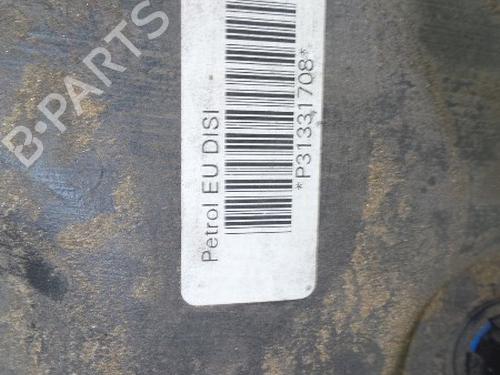 Petrol EU DISI
*P31331708*
B-PARTS